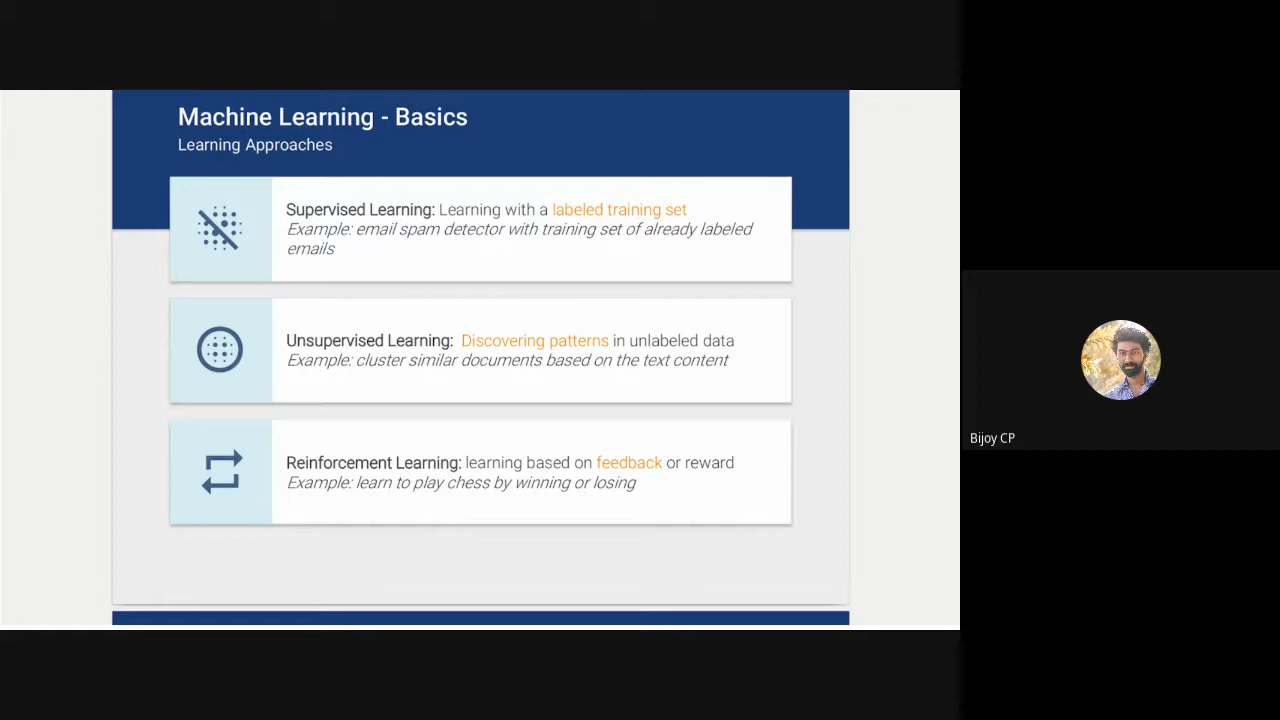 Machine Learning - Basics
Learning Approaches
Supervised Learning: Learning with a labeled training set
Example: email spam detector with training set of already labeled
emails
Unsupervised Learning: Discovering patterns in unlabeled data
Example: cluster similar documents based on the text content
Reinforcement Learning: learning based on feedback or reward
Example: learn to play chess by winning or losing
Bijoy CP